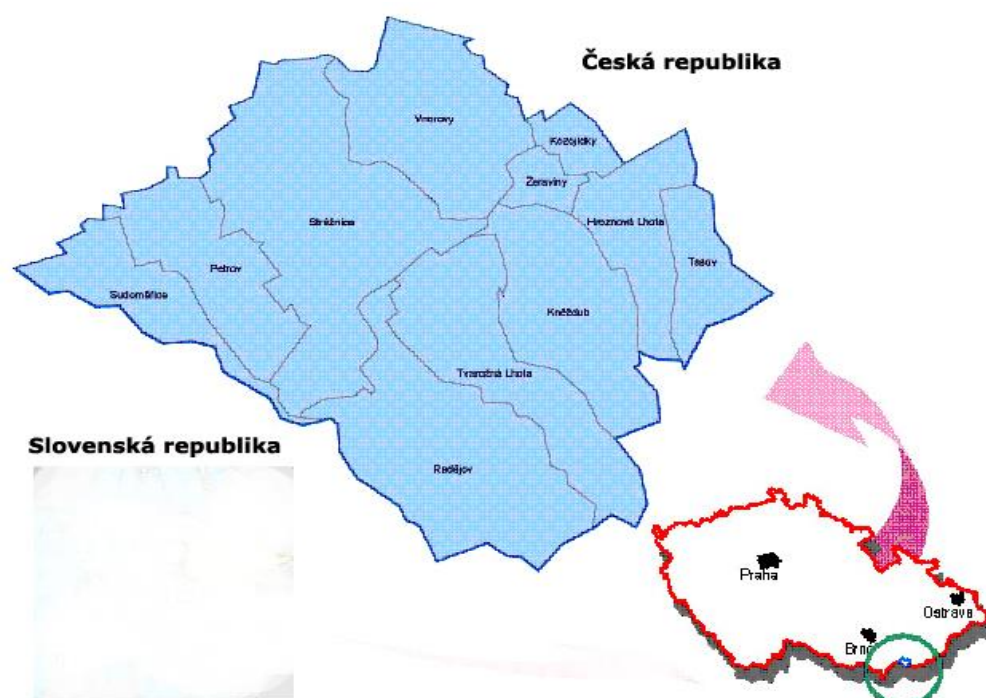 Česká republika
Vnorovy
Kozojídky
Žeraviny
Strážnice
Hroznová Lhota
Petrov
Tasov
Sudoměřice
Kněždub
Tvarožná Lhota
Slovenská republika
Radějov
Praha
Ostrava
Brno